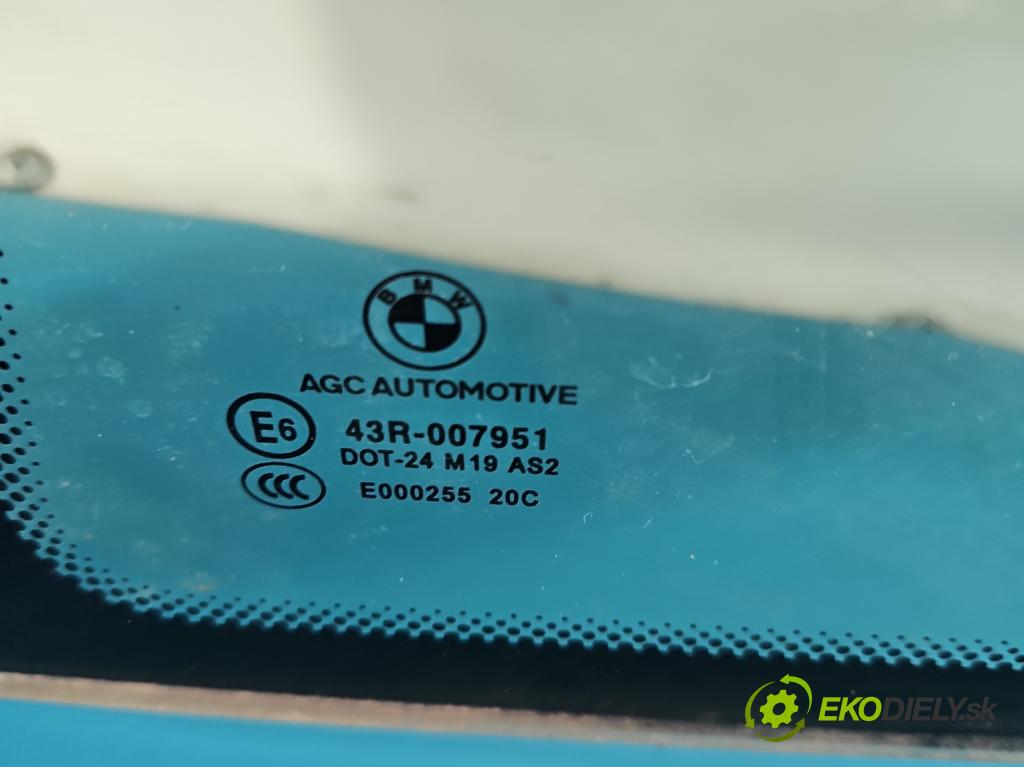 BMW
AGC AUTOMOTIVE
E6 43R-007951
DOT-24 M19 AS2
CCC E000255 20C
EKODIELY.sk